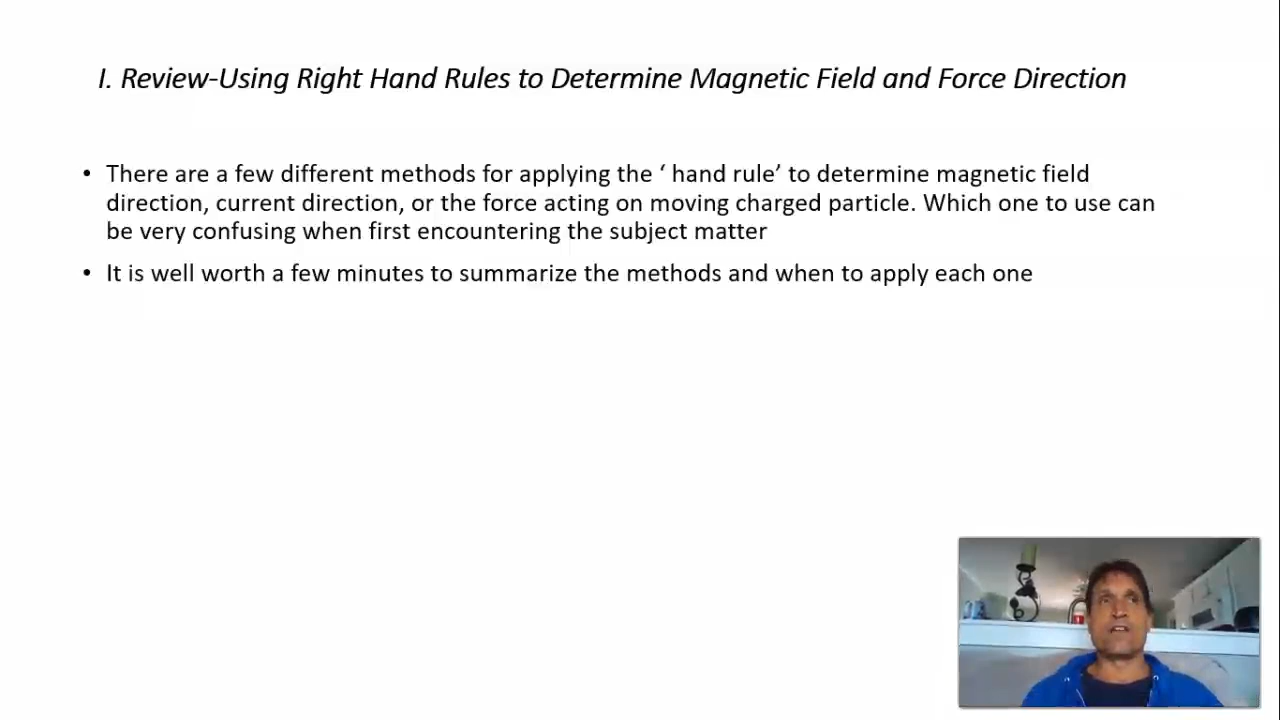 I. Review-Using Right Hand Rules to Determine Magnetic Field and Force Direction
• There are a few different methods for applying the ‘ hand rule’ to determine magnetic field
direction, current direction, or the force acting on moving charged particle. Which one to use can
be very confusing when first encountering the subject matter
• It is well worth a few minutes to summarize the methods and when to apply each one